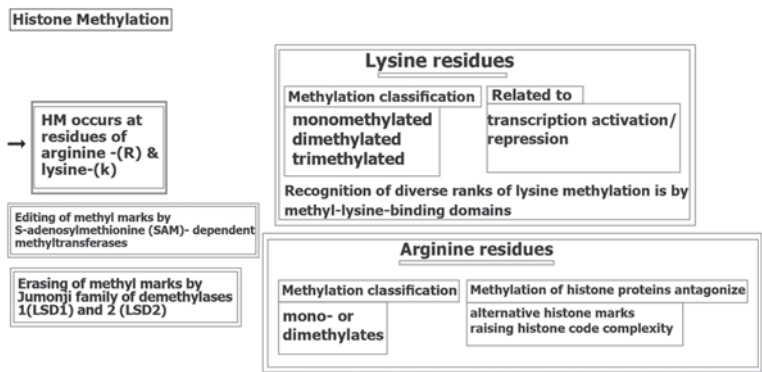 Histone Methylation
HM occurs at
residues of
arginine -(R) &
lysine-(k)
Editing of methyl marks by
S-adenosylmethionine (SAM)- dependent
methyltransferases
Erasing of methyl marks by
Jumonji family of demethylases
1(LSD1) and 2 (LSD2)
Lysine residues
Methylation classification
monomethylated
dimethylated
trimethylated
Related to
transcription activation/
repression
Recognition of diverse ranks of lysine methylation is by
methyl-lysine-binding domains
Arginine residues
Methylation classification
mono- or
dimethylates
Methylation of histone proteins antagonize
alternative histone marks
raising histone code complexity